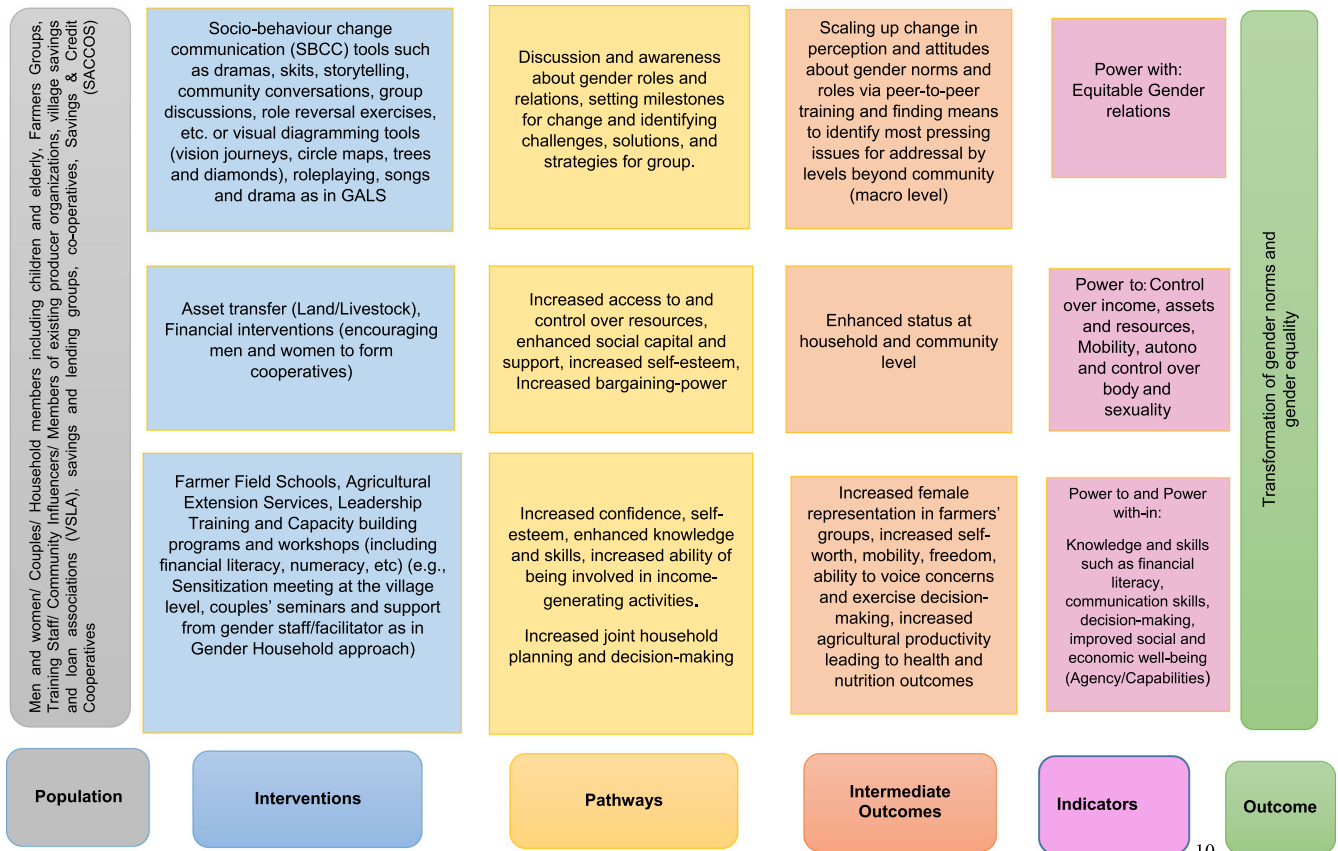 Men and women/ Couples/ Household members including children and elderly, Farmers Groups,
Training Staff/ Community Influencers/ Members of existing producer organizations, village savings
and loan associations (VSLA), savings and lending groups, co-operatives, Savings & Credit
Cooperatives (SACCOS)
Socio-behaviour change
communication (SBCC) tools such
as dramas, skits, storytelling,
community conversations, group
discussions, role reversal exercises,
etc. or visual diagramming tools
(vision journeys, circle maps, trees
and diamonds), roleplaying, songs
and drama as in GALS
Discussion and awareness
about gender roles and
relations, setting milestones
for change and identifying
challenges, solutions, and
strategies for group.
Scaling up change in
perception and attitudes
about gender norms and
roles via peer-to-peer
training and finding means
to identify most pressing
issues for addressal by
levels beyond community
(macro level)
Power with:
Equitable Gender
relations
Asset transfer (Land/Livestock),
Financial interventions (encouraging
men and women to form
cooperatives)
Increased access to and
control over resources,
enhanced social capital and
support, increased self-esteem,
Increased bargaining-power
Enhanced status at
household and community
level
Power to: Control
over income, assets
and resources,
Mobility, autono
and control over
body and
sexuality
Farmer Field Schools, Agricultural
Extension Services, Leadership
Training and Capacity building
programs and workshops (including
financial literacy, numeracy, etc) (e.g.,
Sensitization meeting at the village
level, couples' seminars and support
from gender staff/facilitator as in
Gender Household approach)
Increased confidence, self-
esteem, enhanced knowledge
and skills, increased ability of
being involved in income-
generating activities.
Increased joint household
planning and decision-making
Increased female
representation in farmers'
groups, increased self-
worth, mobility, freedom,
ability to voice concerns
and exercise decision-
making, increased
agricultural productivity
leading to health and
nutrition outcomes
Power to and Power
with-in:
Knowledge and skills
such as financial
literacy,
communication skills,
decision-making,
improved social and
economic well-being
(Agency/Capabilities)
Transformation of gender norms and
gender equality
Population
Interventions
Pathways
Intermediate
Outcomes
Indicators
Outcome